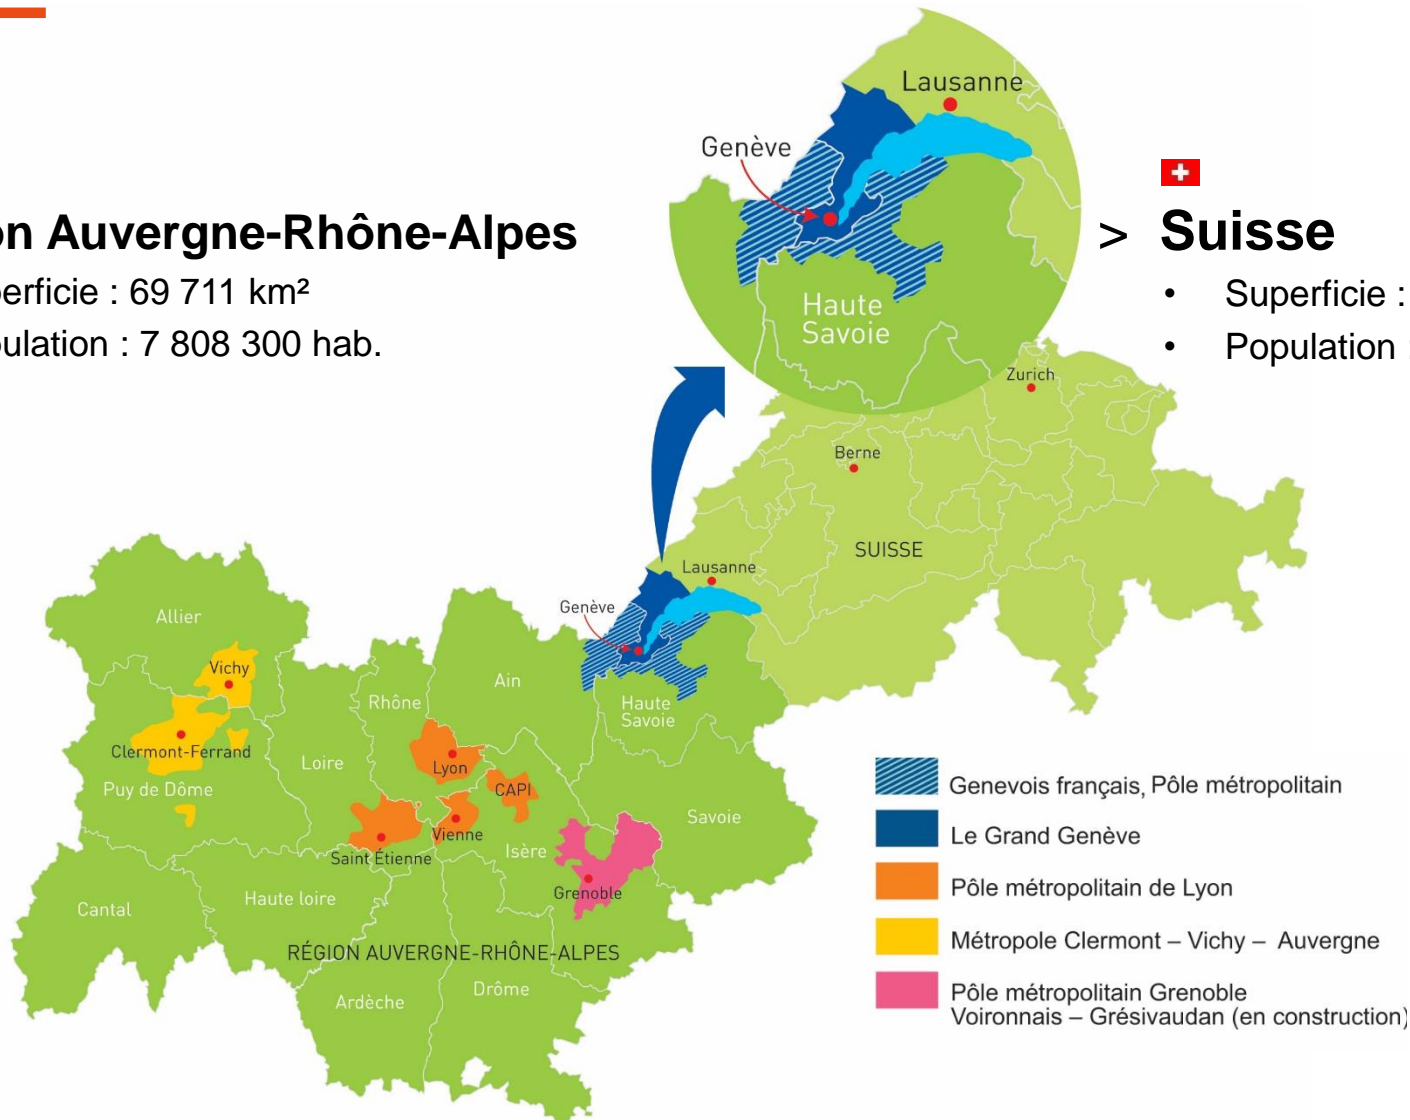 on Auvergne-Rhône-Alpes
erficie : 69 711 km²
ulation : 7 808 300 hab.
Lausanne
Genève
Haute
Savoie
> Suisse
• Superficie :
• Population :
Zurich
Berne
SUISSE
Lausanne
Genève
Allier
Vichy
Ain
Rhône
Haute
Savoie
Clermont-Ferrand
Loire
Lyon
Puy de Dôme
CAPI
Savoie
Vienne
Saint Étienne
Isère
Grenoble
Cantal
Haute loire
RÉGION AUVERGNE-RHÔNE-ALPES
Ardèche
Drôme
Genevois français, Pôle métropolitain
Le Grand Genève
Pôle métropolitain de Lyon
Métropole Clermont – Vichy – Auvergne
Pôle métropolitain Grenoble
Voironnais – Grésivaudan (en construction)